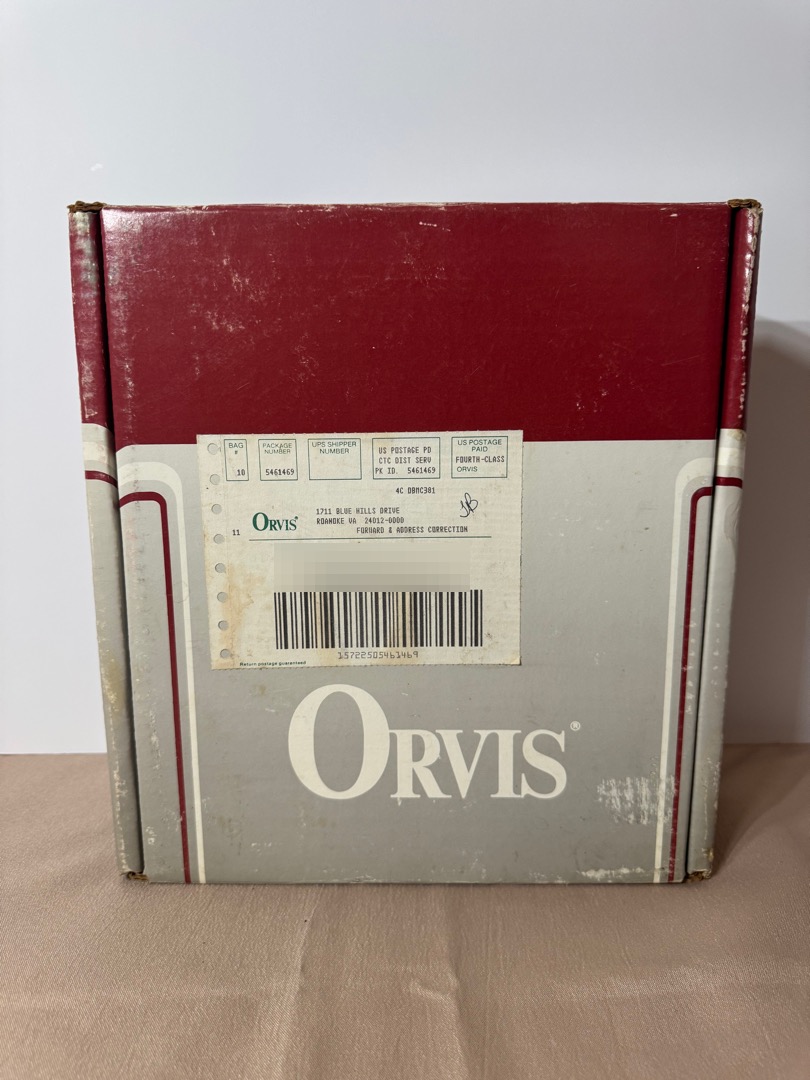 BAG
#
10
PACKAGE
NUMBER
5461469
UPS SHIPPER
NUMBER
US POSTAGE PD
CTC DIST SERV
PK ID. 5461469
US POSTAGE
PAID
FOURTH-CLASS
ORVIS
4C DBMC381
11
ORVIS®
1711 BLUE HILLS DRIVE
ROANOKE VA 24012-0000
FORWARD & ADDRESS CORRECTION
15722505461469
Return postage guaranteed
ORVIS®